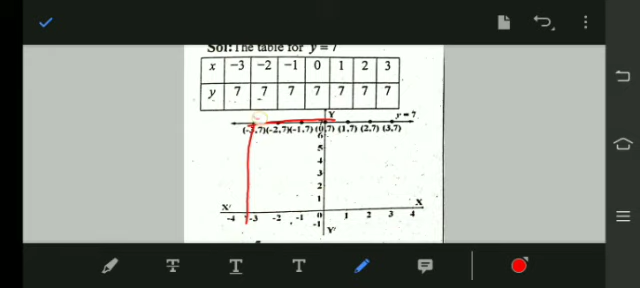 Sol: The table for y = 7
x −3 −2 −1 0 1 2 3
y 7 7 7 7 7 7 7
Y y = 7
(-3,7)(-2,7)(-1,7)(0,7) (1,7) (2,7) (3,7)
6
5
4
3
2
1
X' X
-4 -3 -2 -1 0 1 2 3 4
-1
Y'